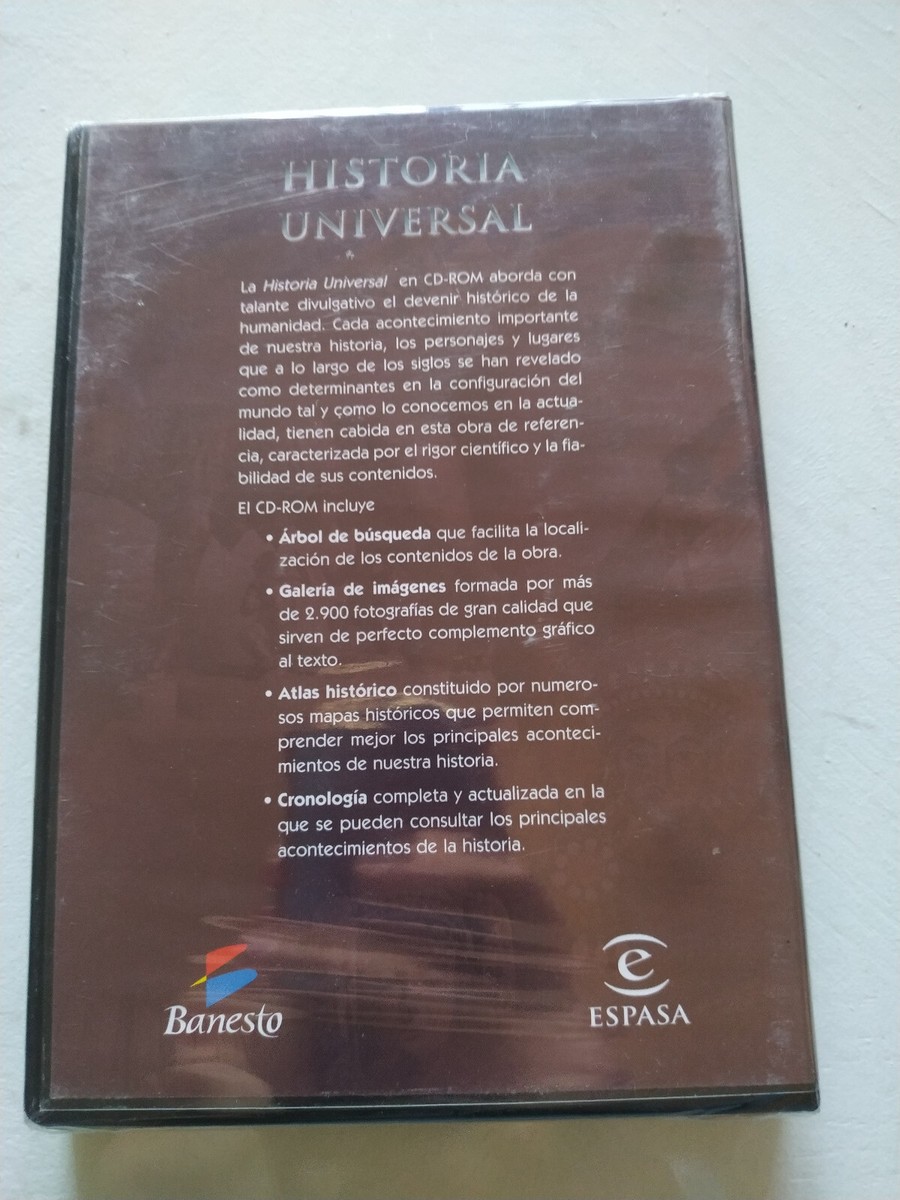 HISTORIA
UNIVERSAL
La Historia Universal en CD-ROM aborda con
talante divulgativo el devenir histórico de la
humanidad. Cada acontecimiento importante
de nuestra historia, los personajes y lugares
que a lo largo de los siglos se han revelado
como determinantes en la configuración del
mundo tal y como lo conocemos en la actua-
lidad, tienen cabida en esta obra de referen-
cia, caracterizada por el rigor científico y la fia-
bilidad de sus contenidos.
El CD-ROM incluye
• Árbol de búsqueda que facilita la locali-
zación de los contenidos de la obra.
• Galería de imágenes formada por más
de 2.900 fotografías de gran calidad que
sirven de perfecto complemento gráfico
al texto.
• Atlas histórico constituido por numero-
sos mapas históricos que permiten com-
prender mejor los principales aconteci-
mientos de nuestra historia.
• Cronología completa y actualizada en la
que se pueden consultar los principales
acontecimientos de la historia.
Banesto
e
ESPASA